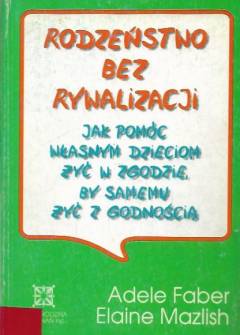 RODZEŃSTWO
BEZ
RYWALIZACJI
JAK POMÓC
WŁASNYM DZIECIOM
ŻYĆ W ZGODZIE,
BY SAMEMU
ŻYĆ Z GODNOŚCIĄ
Adele Faber
Elaine Mazlish